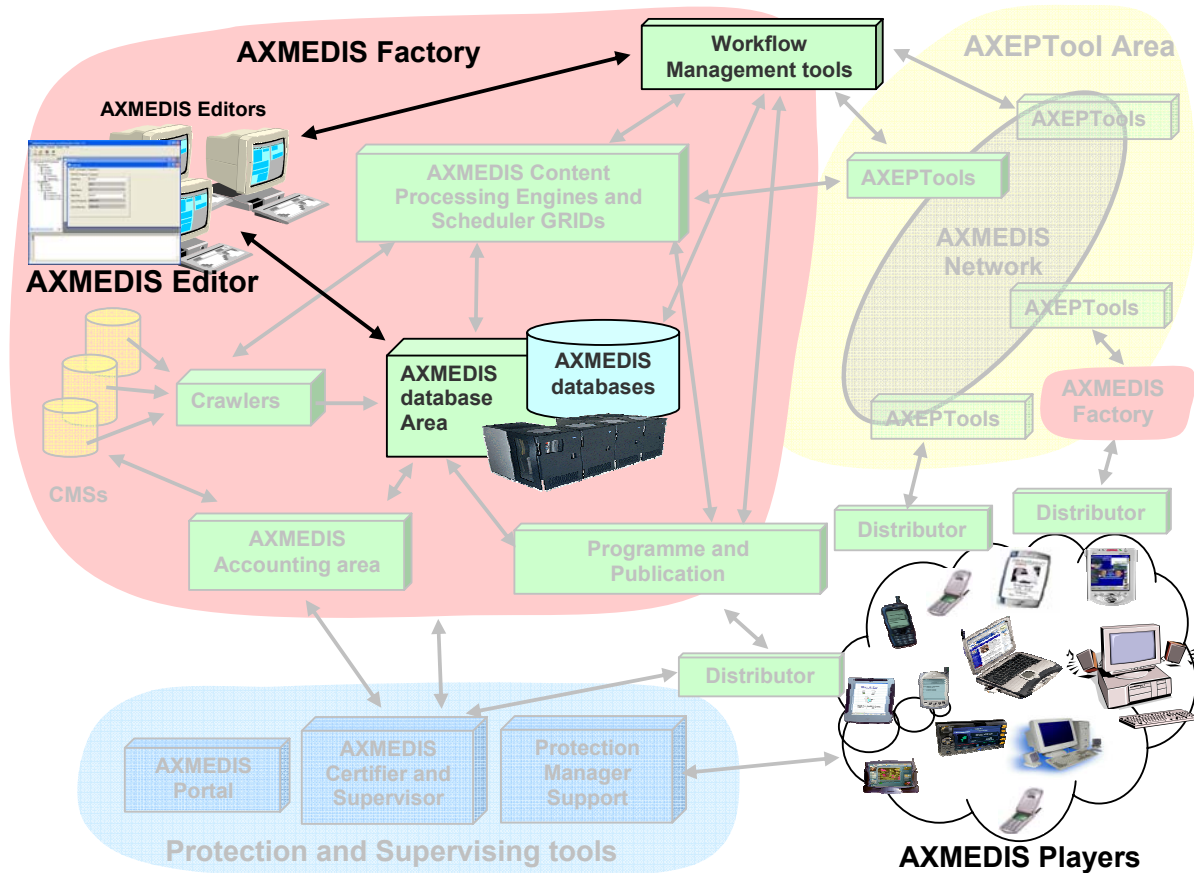 AXMEDIS Factory
Workflow
Management tools
AXEPTool Area
AXMEDIS Editors
AXEPTools
AXMEDIS Content
Processing Engines and
Scheduler GRIDs
AXEPTools
AXMEDIS
Network
AXMEDIS Editor
AXEPTools
AXMEDIS
database
Area
AXMEDIS
databases
Crawlers
AXMEDIS
Factory
AXEPTools
CMSs
AXMEDIS
Accounting area
Programme and
Publication
Distributor
Distributor
Distributor
AXMEDIS
Portal
AXMEDIS
Certifier and
Supervisor
Protection
Manager
Support
Protection and Supervising tools
AXMEDIS Players